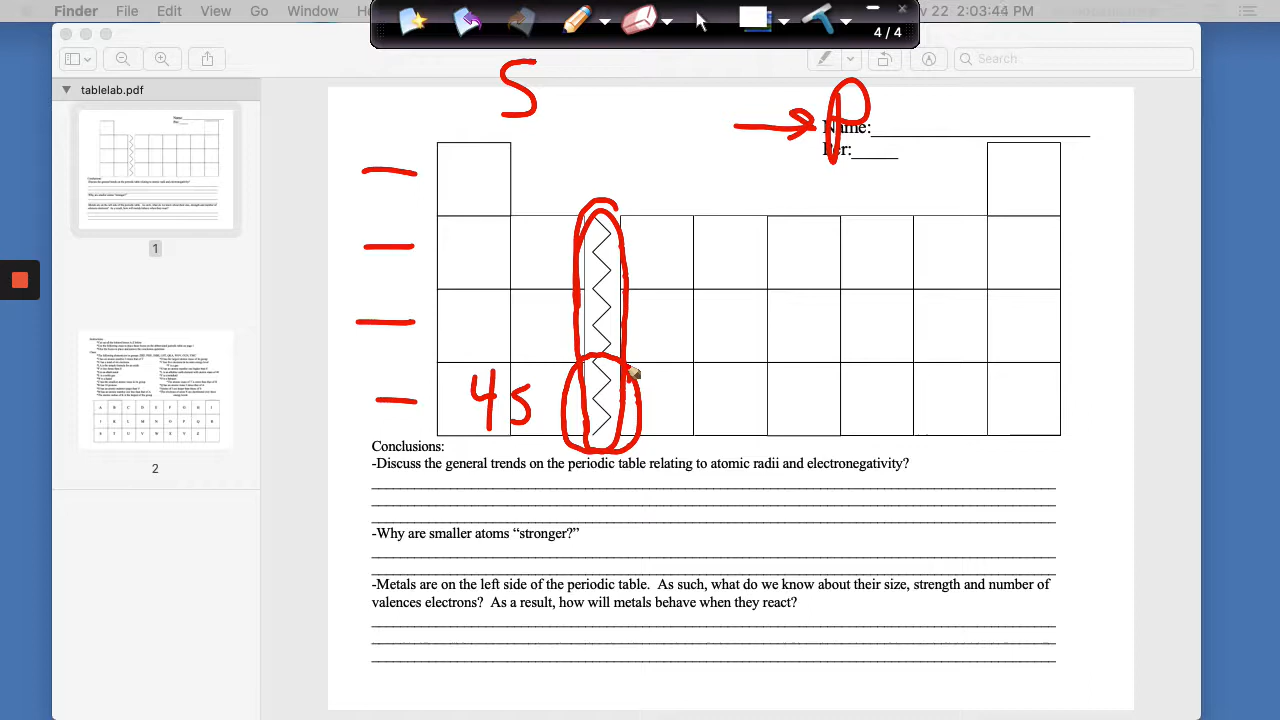 Finder File Edit View Go Window Help
v 22 2:03:44 PM
4 / 4
Search
tablelab.pdf
1
2
S
P
Name:
Per:
4s
Conclusions:
-Discuss the general trends on the periodic table relating to atomic radii and electronegativity?
-Why are smaller atoms “stronger?”
-Metals are on the left side of the periodic table. As such, what do we know about their size, strength and number of
valences electrons? As a result, how will metals behave when they react?